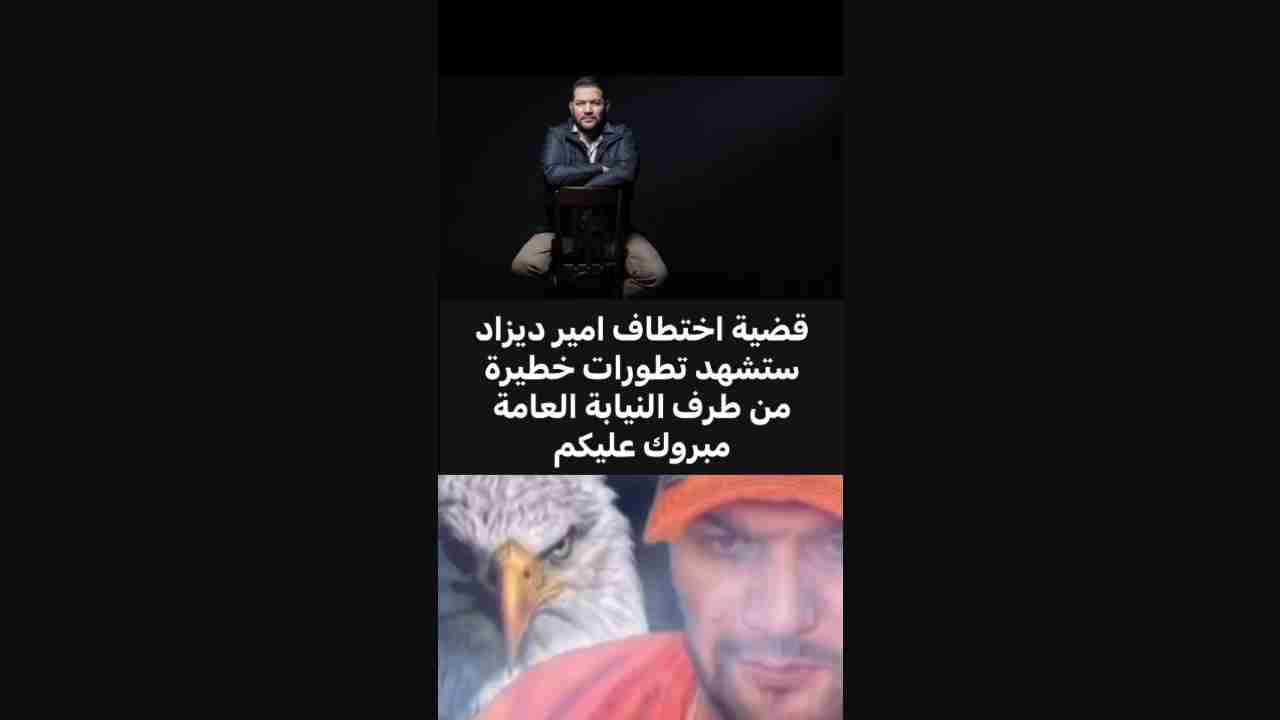 قضية اختطاف امير ديزاد
ستشهد تطورات خطيرة
من طرف النيابة العامة
مبروك عليكم